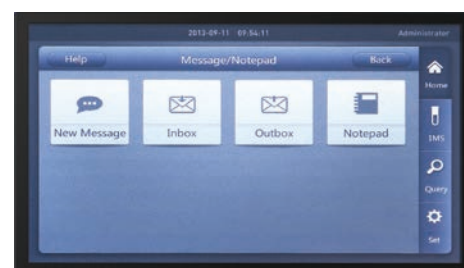 2013-09-11 09:54:11 Administrator
Help Message/Notepad Back
New Message Inbox Outbox Notepad
Home
IMS
Query
Set